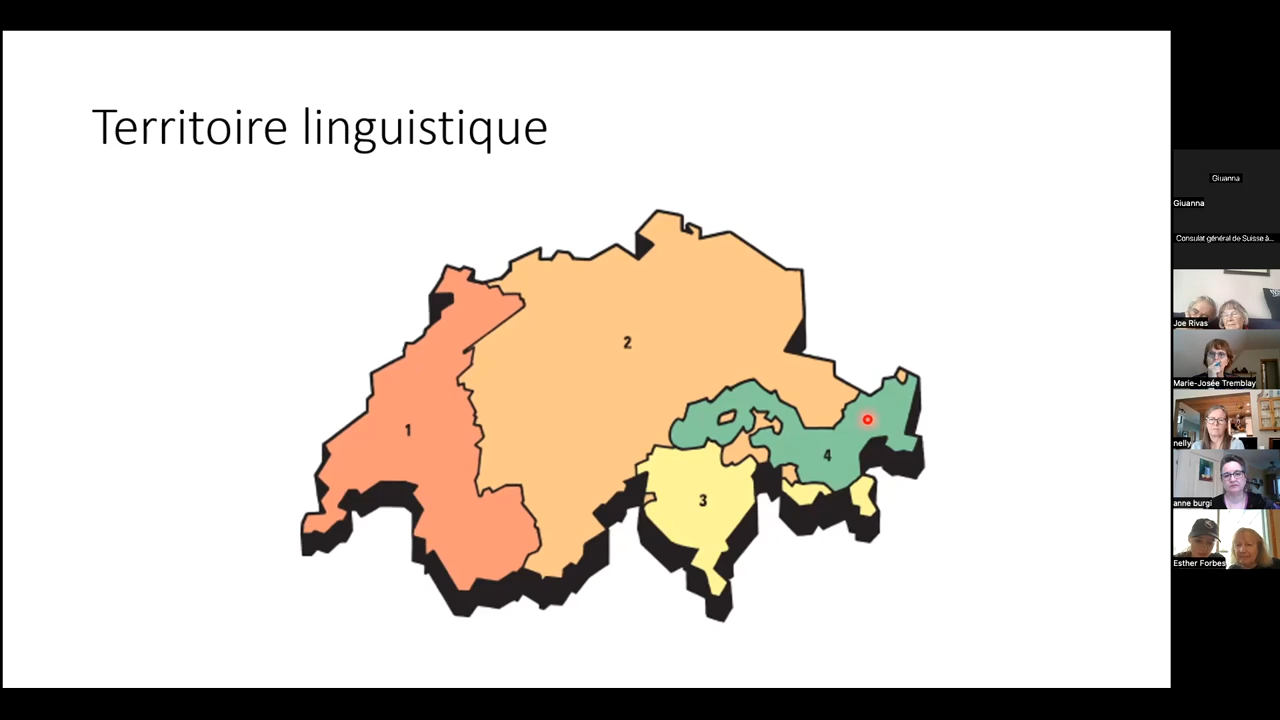 Territoire linguistique
1
2
3
4
Giuanna
Giuanna
Consulat général de Suisse à...
Joe Rivas
Marie-Josée Tremblay
nelly
anne burgi
Esther Forbes